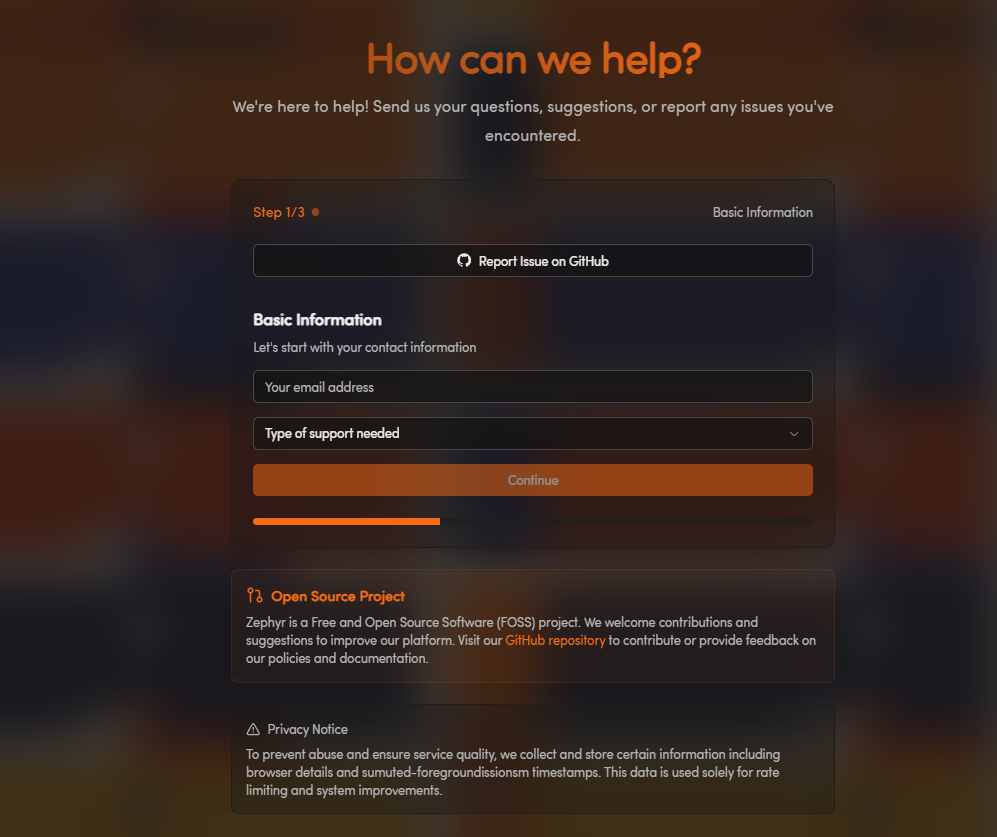 How can we help?
We're here to help! Send us your questions, suggestions, or report any issues you've
encountered.
Step 1/3
Basic Information
Report Issue on GitHub
Basic Information
Let's start with your contact information
Your email address
Type of support needed
Continue
Open Source Project
Zephyr is a Free and Open Source Software (FOSS) project. We welcome contributions and
suggestions to improve our platform. Visit our GitHub repository to contribute or provide feedback on
our policies and documentation.
Privacy Notice
To prevent abuse and ensure service quality, we collect and store certain information including
browser details and sumuted-foregroundissionsm timestamps. This data is used solely for rate
limiting and system improvements.